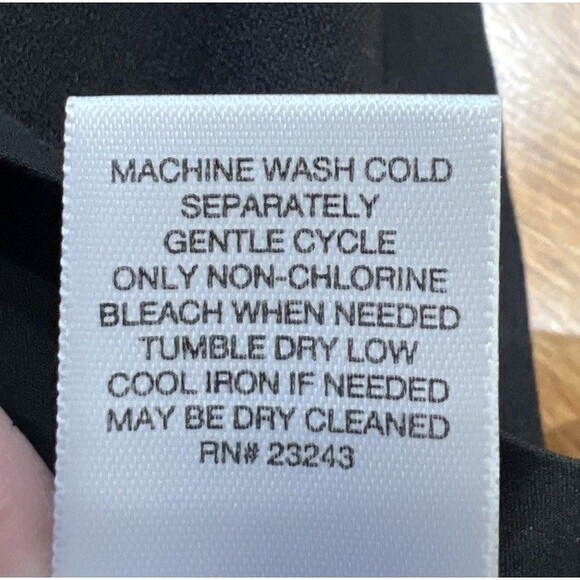 MACHINE WASH COLD
SEPARATELY
GENTLE CYCLE
ONLY NON-CHLORINE
BLEACH WHEN NEEDED
TUMBLE DRY LOW
COOL IRON IF NEEDED
MAY BE DRY CLEANED
RN# 23243